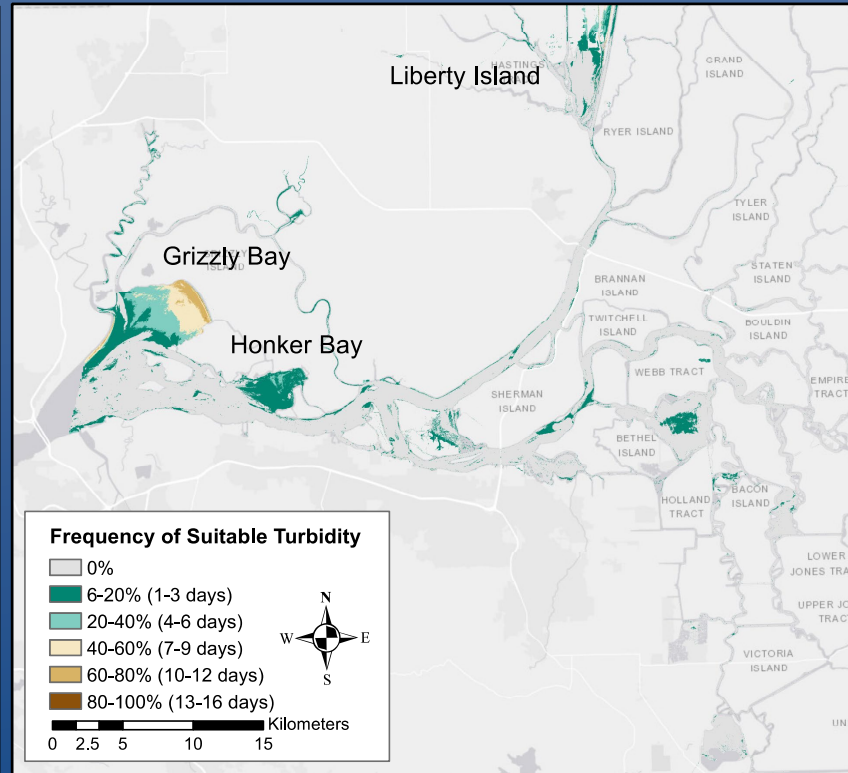 Liberty Island
HASTINGS
GRAND
ISLAND
RYER ISLAND
TYLER
ISLAND
Grizzly Bay
ISLAND
STATEN
ISLAND
BRANNAN
ISLAND
TWITCHELL
ISLAND
BOULDIN
ISLAND
Honker Bay
WEBB TRACT
EMPIRE
TRACT
SHERMAN
ISLAND
BETHEL
ISLAND
HOLLAND
TRACT
BACON
ISLAND
LOWER
JONES TRA
UPPER JO
TRACT
VICTORIA
ISLAND
UN
Frequency of Suitable Turbidity
0%
6-20% (1-3 days)
20-40% (4-6 days)
40-60% (7-9 days)
60-80% (10-12 days)
80-100% (13-16 days)
N
W E
S
Kilometers
0 2.5 5 10 15